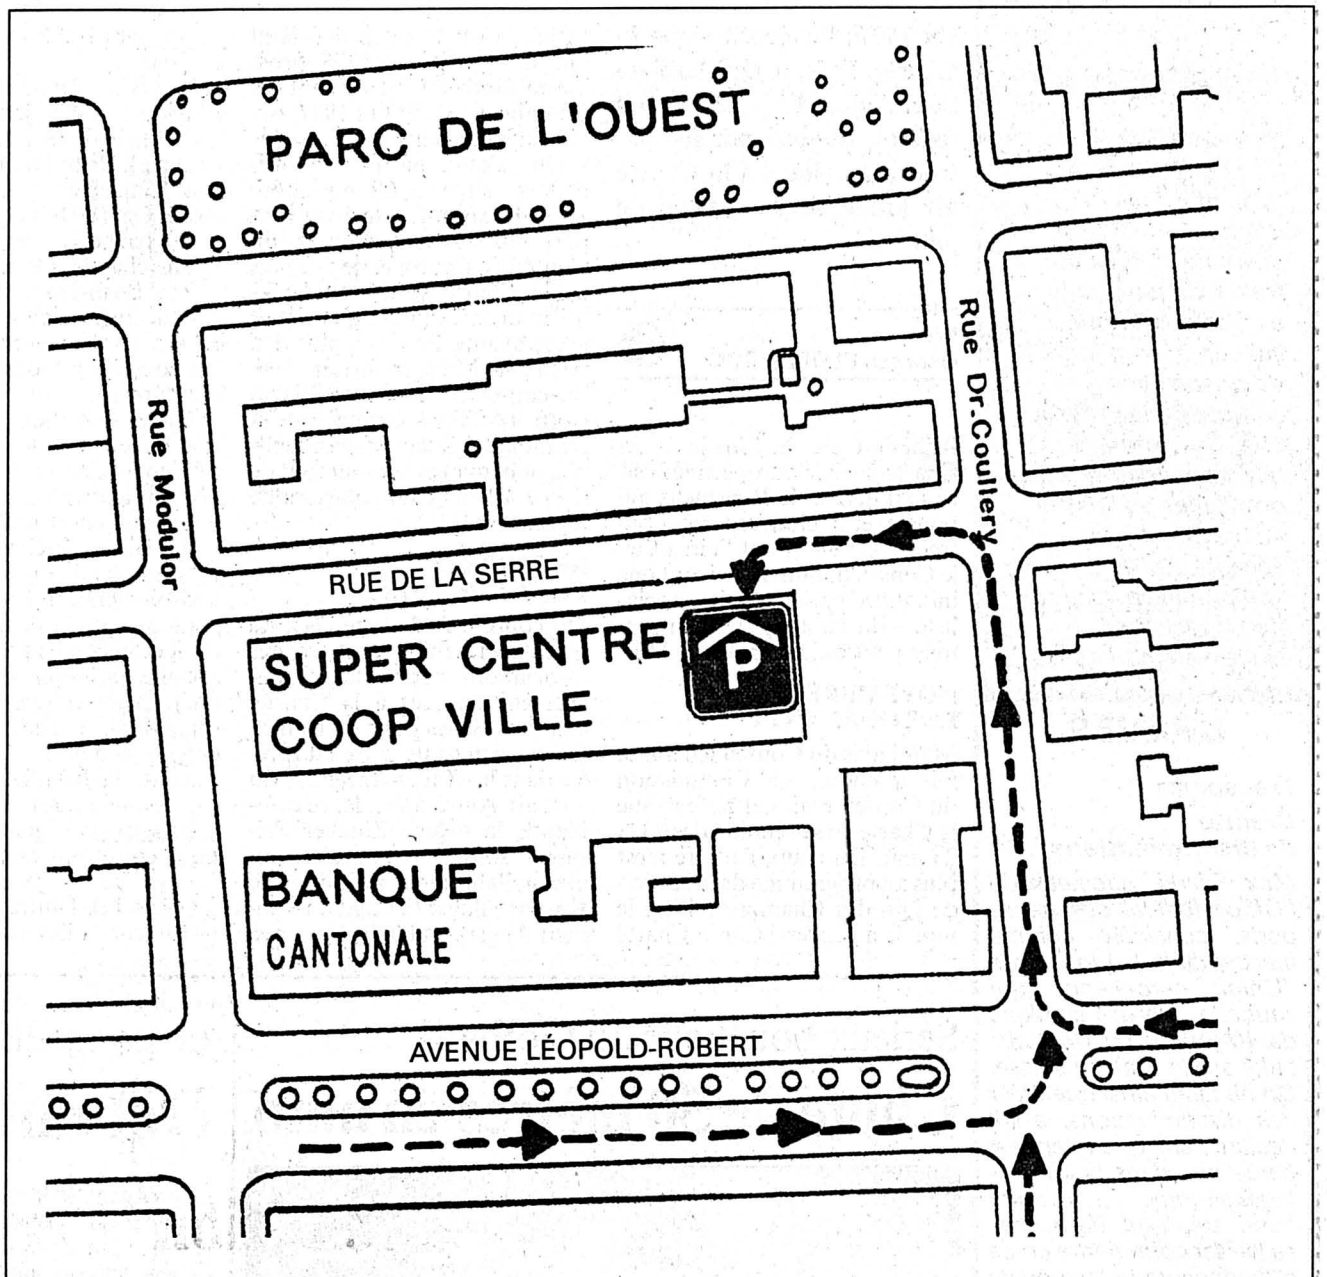 PARC DE L'OUEST
Rue Dr. Coullery
Rue Modulor
RUE DE LA SERRE
SUPER CENTRE
COOP VILLE
P
BANQUE
CANTONALE
AVENUE LÉOPOLD-ROBERT